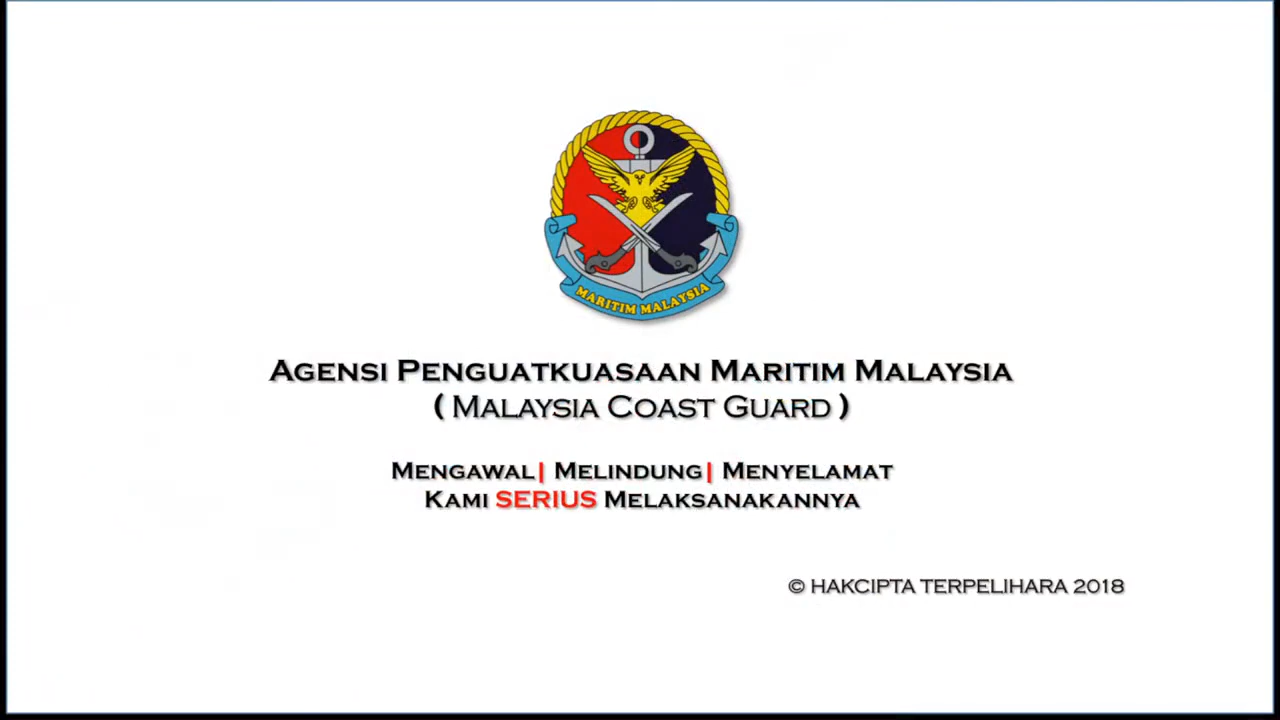 MARITIM MALAYSIA
AGENSI PENGUATKUASAAN MARITIM MALAYSIA
( MALAYSIA COAST GUARD )
MENGAWAL| MELINDUNG| MENYELAMAT
KAMI SERIUS MELAKSANAKANNYA
© HAKCIPTA TERPELIHARA 2018